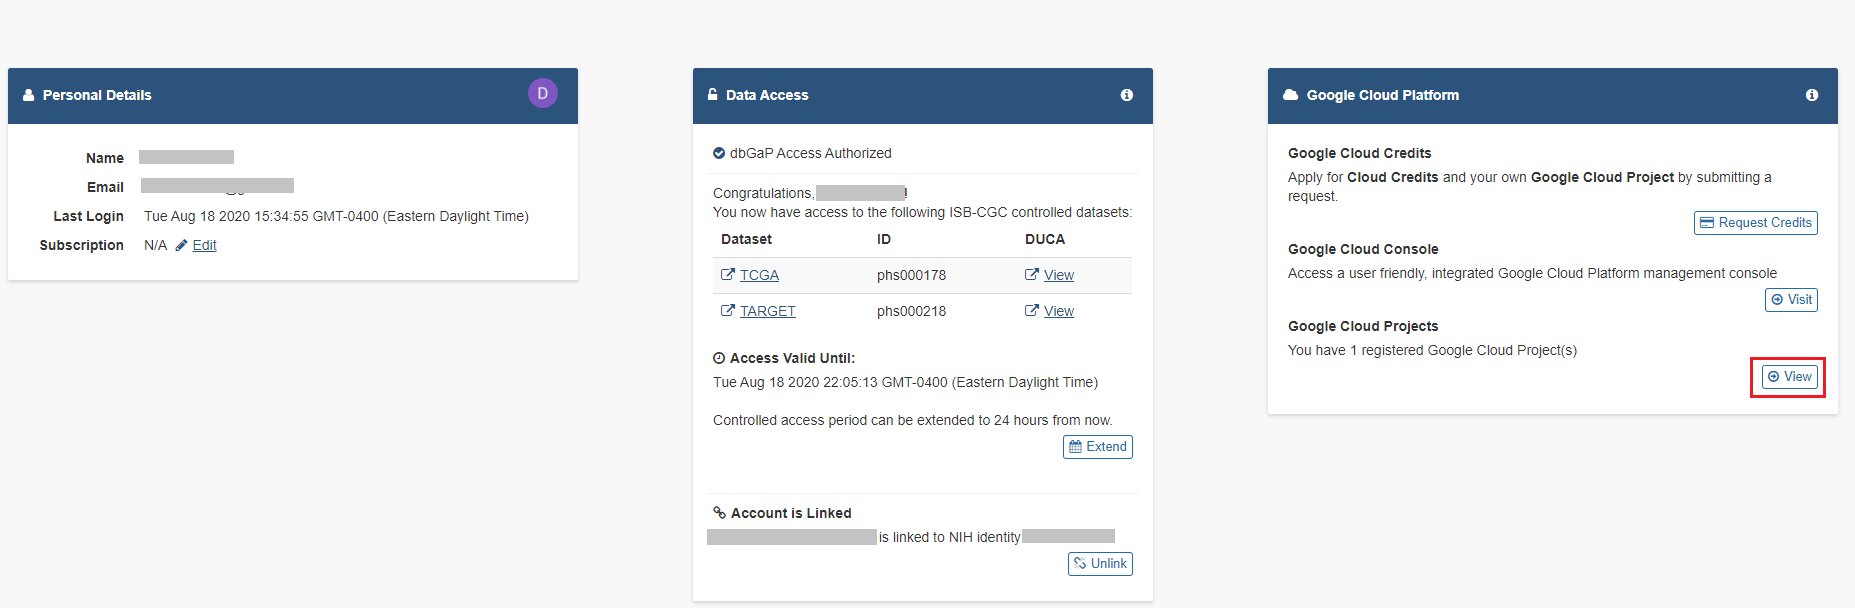 Personal Details
D
Name
Email
Last Login Tue Aug 18 2020 15:34:55 GMT-0400 (Eastern Daylight Time)
Subscription N/A Edit
Data Access
dbGaP Access Authorized
Congratulations, !
You now have access to the following ISB-CGC controlled datasets:
Dataset ID DUCA
TCGA phs000178 View
TARGET phs000218 View
Access Valid Until:
Tue Aug 18 2020 22:05:13 GMT-0400 (Eastern Daylight Time)
Controlled access period can be extended to 24 hours from now.
Extend
Account is Linked
is linked to NIH identity
Unlink
Google Cloud Platform
Google Cloud Credits
Apply for Cloud Credits and your own Google Cloud Project by submitting a
request.
Request Credits
Google Cloud Console
Access a user friendly, integrated Google Cloud Platform management console
Visit
Google Cloud Projects
You have 1 registered Google Cloud Project(s)
View